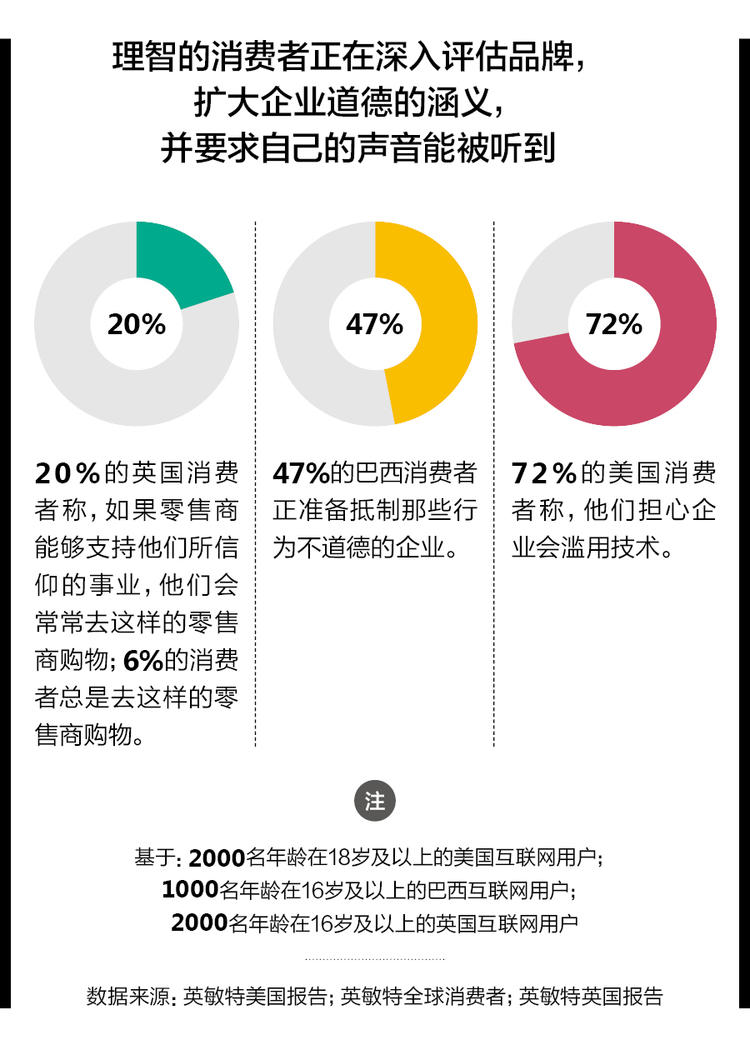 理智的消费者正在深入评估品牌，
扩大企业道德的涵义，
并要求自己的声音能被听到
20%
47%
72%
20%的英国消费
者称，如果零售商
能够支持他们所信
仰的事业，他们会
常常去这样的零售
商购物；6%的消费
者总是去这样的零
售商购物。
47%的巴西消费者
正准备抵制那些行
为不道德的企业。
72%的美国消费
者称，他们担心企
业会滥用技术。
注
基于：2000名年龄在18岁及以上的美国互联网用户；
1000名年龄在16岁及以上的巴西互联网用户；
2000名年龄在16岁及以上的英国互联网用户
数据来源：英敏特美国报告；英敏特全球消费者；英敏特英国报告